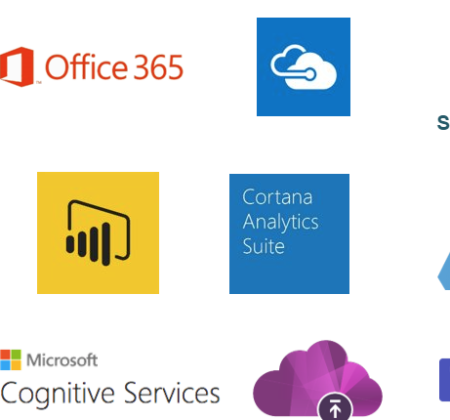 Office 365
S
Cortana
Analytics
Suite
Microsoft
Cognitive Services